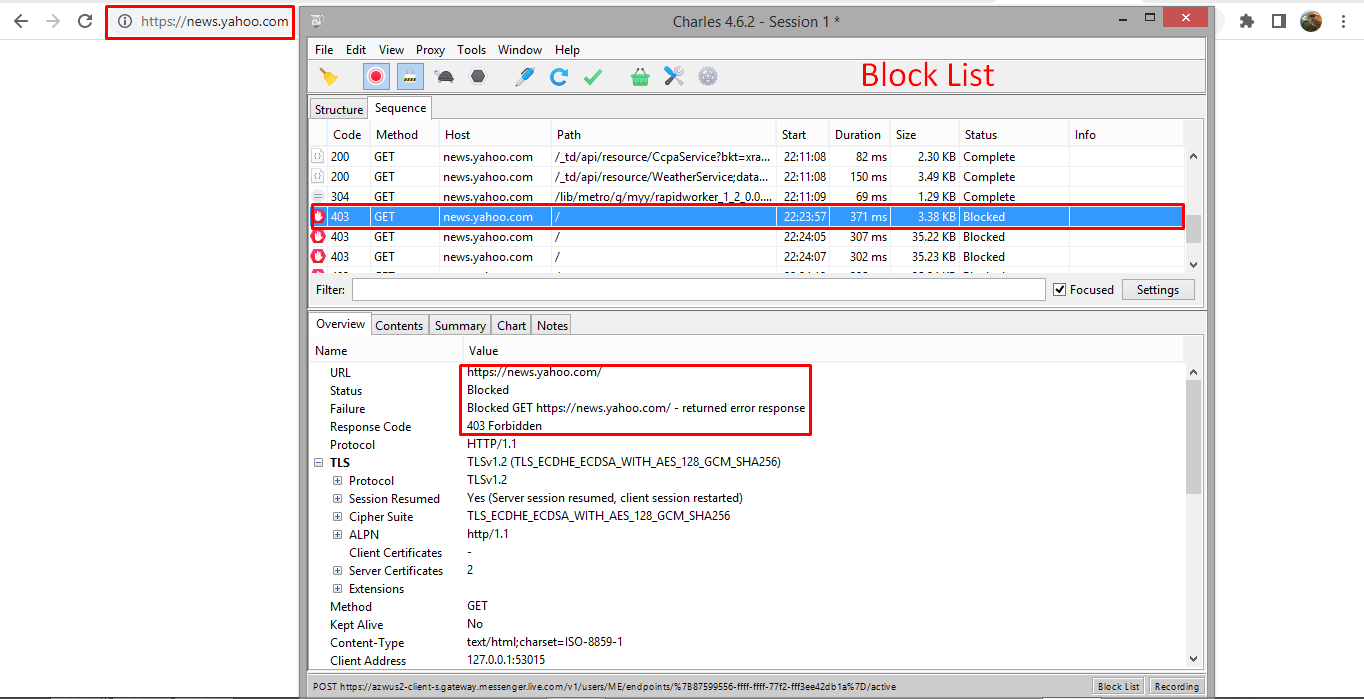 https://news.yahoo.com
Charles 4.6.2 - Session 1 *
File Edit View Proxy Tools Window Help
Block List
Structure Sequence
Code Method Host Path Start Duration Size Status Info
200 GET news.yahoo.com /_td/api/resource/CcpaService?bkt=xra... 22:11:08 82 ms 2.30 KB Complete
200 GET news.yahoo.com /_td/api/resource/WeatherService;data... 22:11:08 150 ms 3.49 KB Complete
304 GET news.yahoo.com /lib/metro/g/myy/rapidworker_1_2_0.0.... 22:11:09 69 ms 1.29 KB Complete
403 GET news.yahoo.com / 22:23:57 371 ms 3.38 KB Blocked
403 GET news.yahoo.com / 22:24:05 307 ms 35.22 KB Blocked
403 GET news.yahoo.com / 22:24:07 302 ms 35.23 KB Blocked
Filter: Focused Settings
Overview Contents Summary Chart Notes
Name Value
URL https://news.yahoo.com/
Status Blocked
Failure Blocked GET https://news.yahoo.com/ - returned error response
Response Code 403 Forbidden
Protocol HTTP/1.1
TLS TLSv1.2 (TLS_ECDHE_ECDSA_WITH_AES_128_GCM_SHA256)
Protocol TLSv1.2
Session Resumed Yes (Server session resumed, client session restarted)
Cipher Suite TLS_ECDHE_ECDSA_WITH_AES_128_GCM_SHA256
ALPN http/1.1
Client Certificates -
Server Certificates 2
Extensions
Method GET
Kept Alive No
Content-Type text/html;charset=ISO-8859-1
Client Address 127.0.0.1:53015
POST https://azwus2-client-s.gateway.messenger.live.com/v1/users/ME/endpoints/%7B87599556-ffff-ffff-77f2-fff3ee42db1a%7D/active Block List Recording